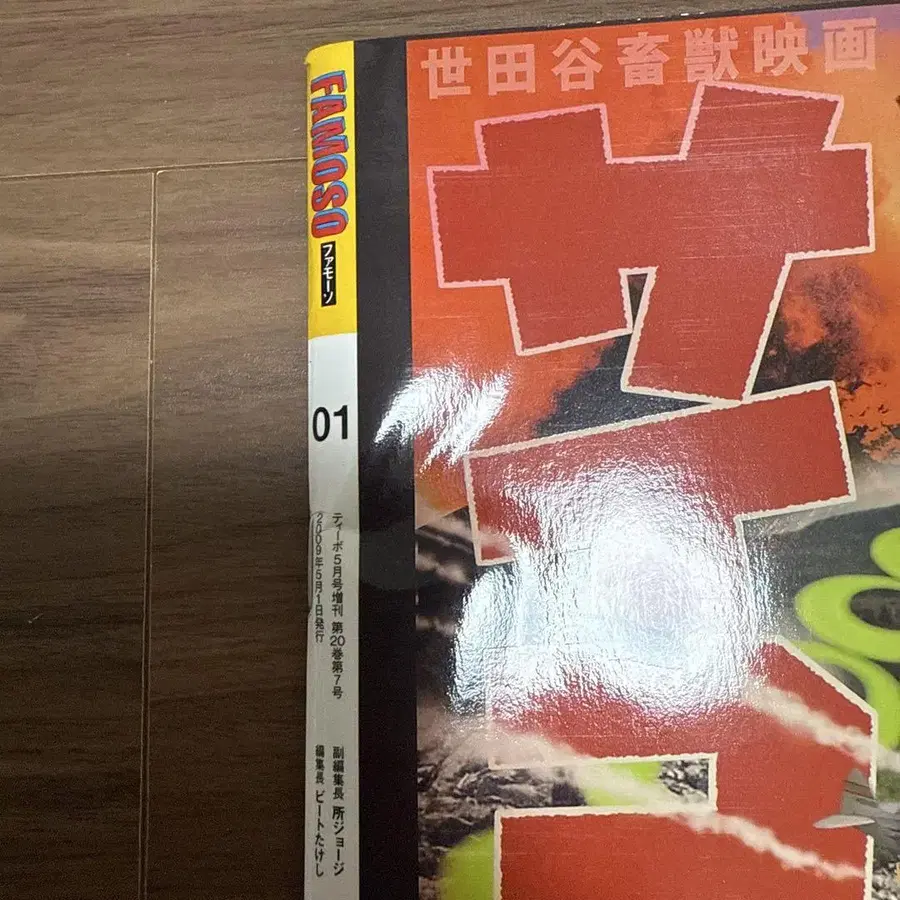 世田谷畜獣映画
サ
FAMOSO
ファモーソ
01
ティーポ5月号増刊 第20巻第7号
2009年5月1日発行
副編集長 所ジョージ
編集長 ビートたけし